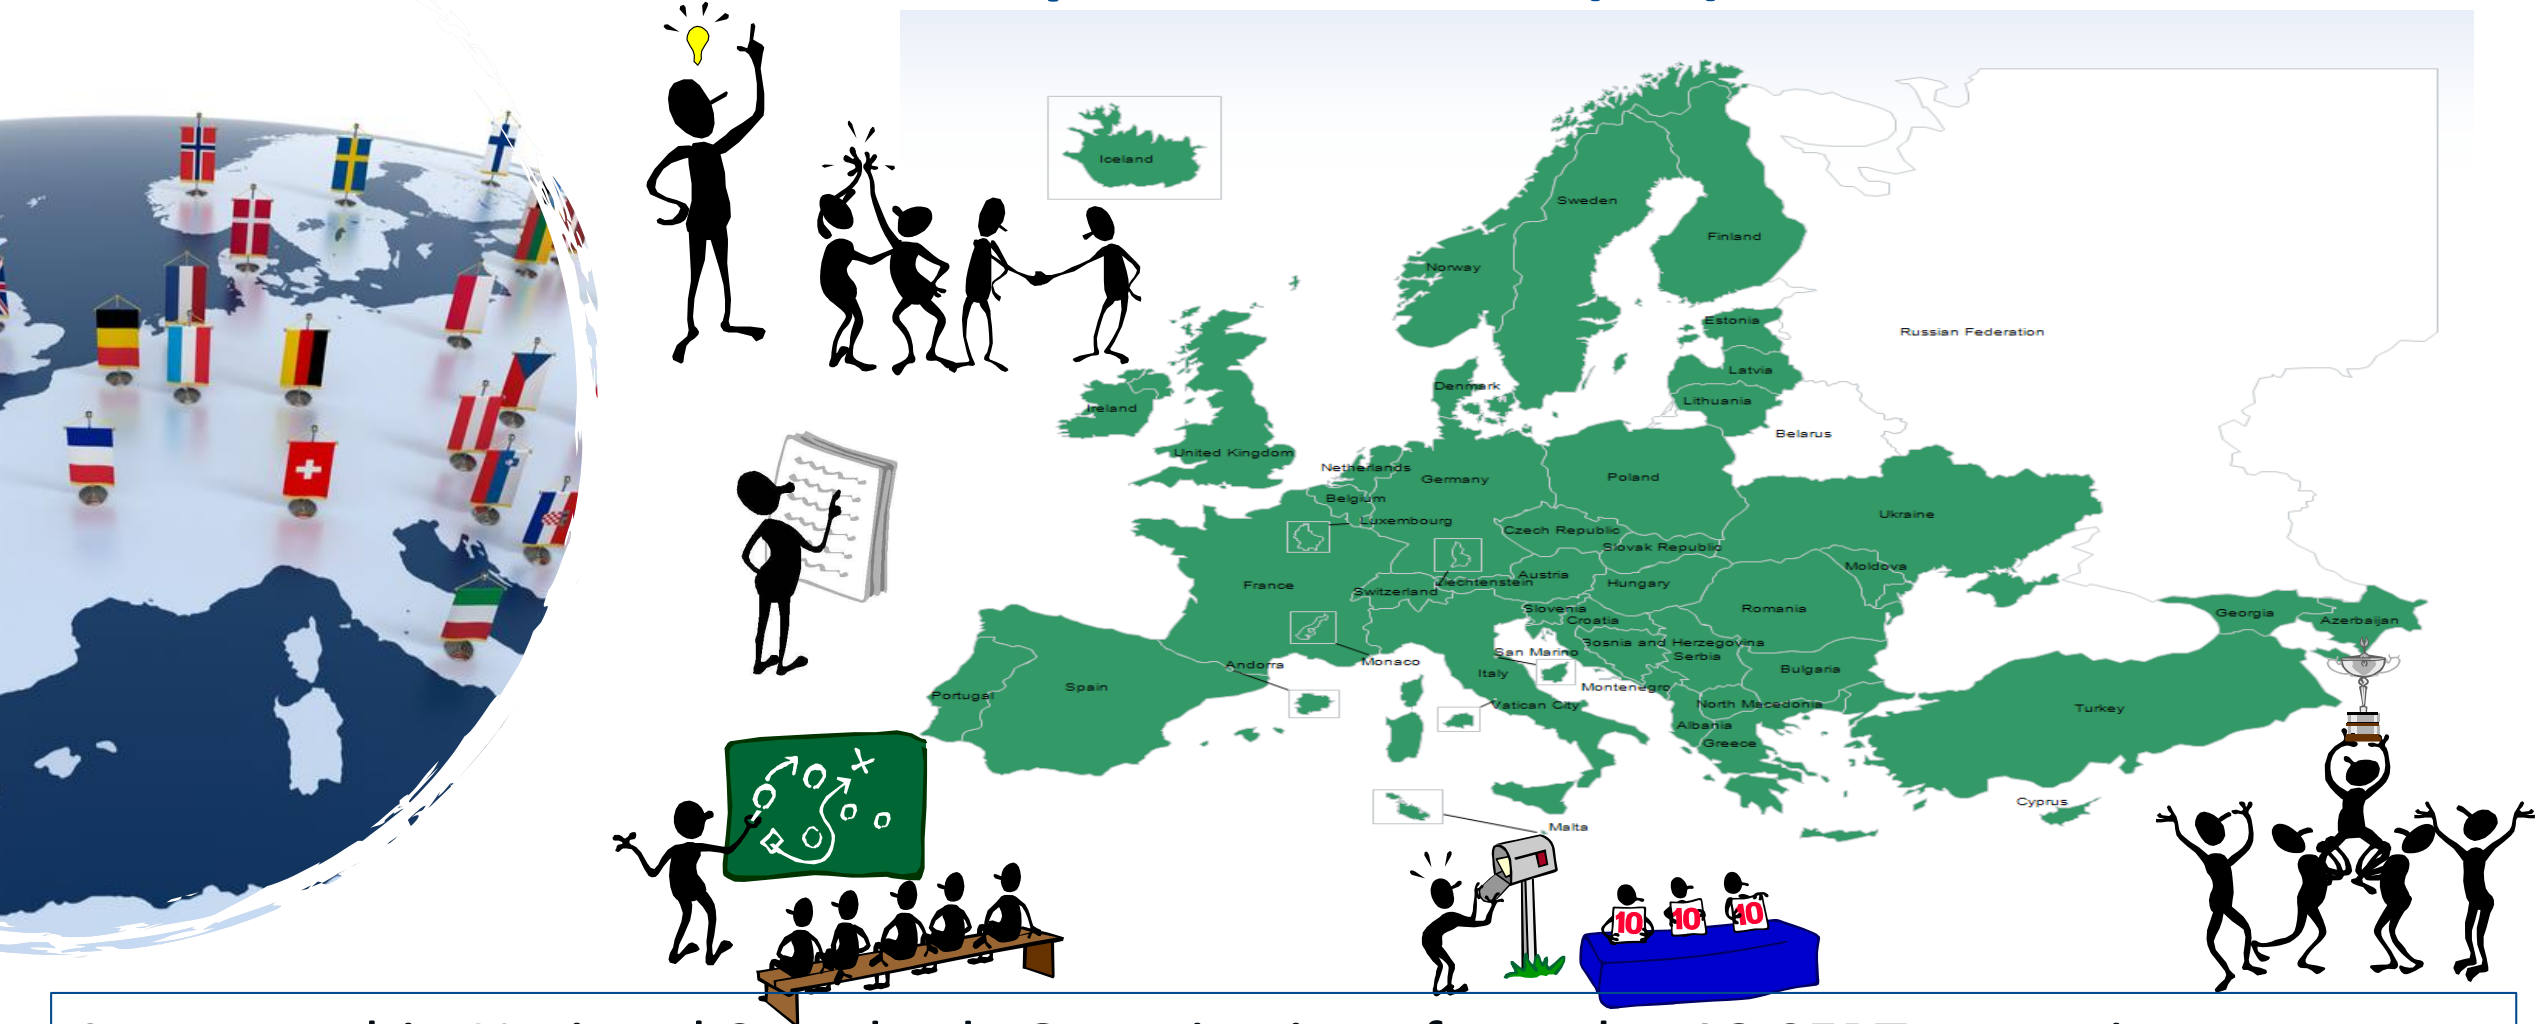 Iceland
Sweden
Finland
Norway
Estonia
Russian Federation
Latvia
Denmark
Lithuania
Ireland
Belarus
United Kingdom
Netherlands
Germany
Poland
Belgium
Ukraine
Luxembourg
Czech Republic
Slovak Republic
Moldova
Austria
Liechtenstein
Hungary
France
Switzerland
Slovenia
Romania
Georgia
Croatia
Azerbaijan
Bosnia and Herzegovina
San Marino
Serbia
Andorra
Monaco
Bulgaria
Italy
Spain
Montenegro
Portugal
Vatican City
North Macedonia
Turkey
Albania
Greece
Cyprus
Malta
10
10
10